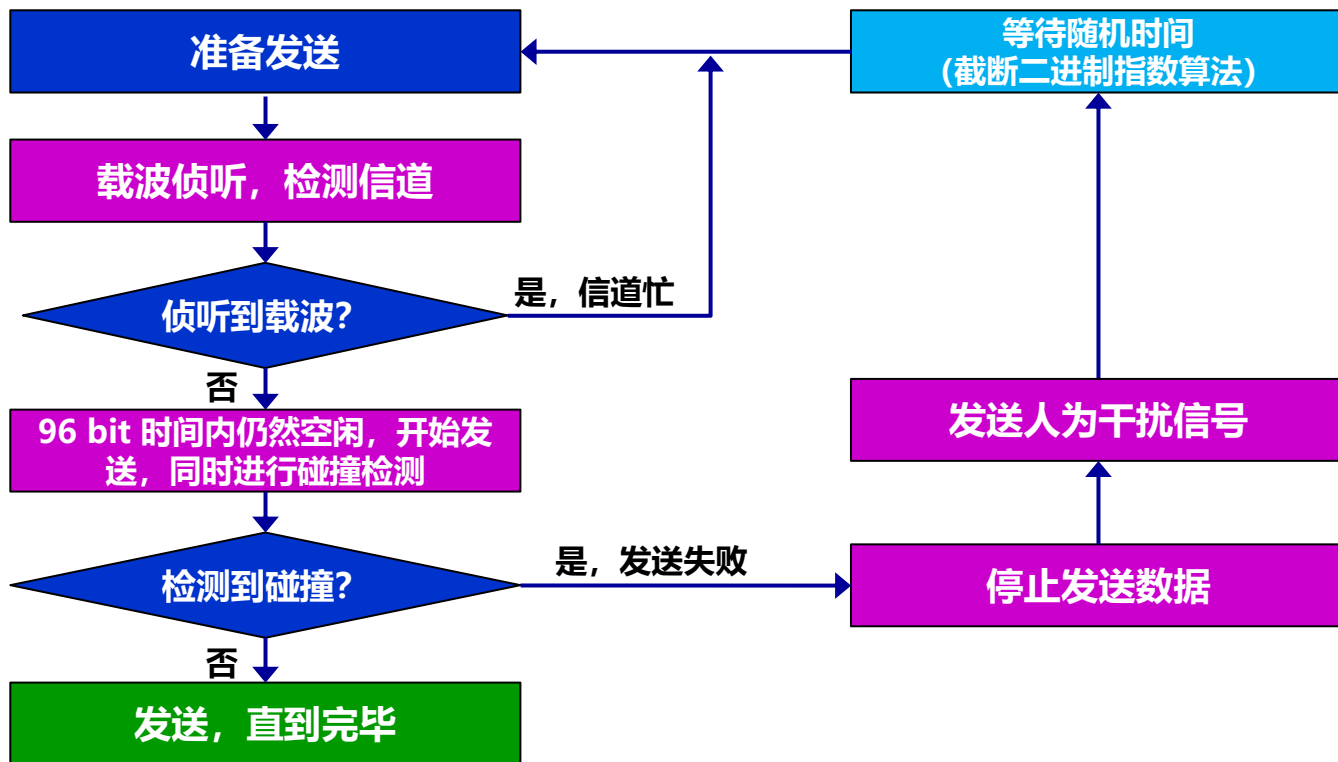 准备发送
等待随机时间
（截断二进制指数算法）
载波侦听，检测信道
侦听到载波？
是，信道忙
否
96 bit 时间内仍然空闲，开始发
送，同时进行碰撞检测
发送人为干扰信号
检测到碰撞？
是，发送失败
停止发送数据
否
发送，直到完毕